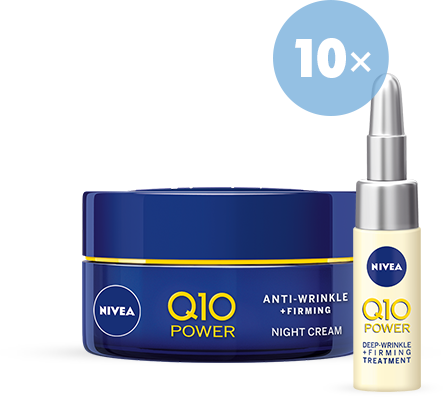 10×
NIVEA
Q10
POWER
ANTI-WRINKLE
+FIRMING
NIGHT CREAM
NIVEA
Q10
POWER
DEEP-WRINKLE
+FIRMING
TREATMENT